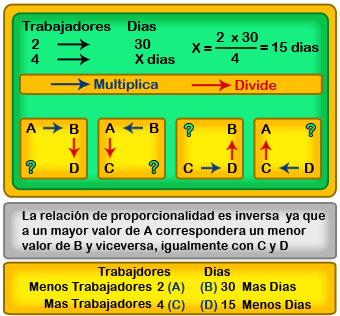 Trabajadores Dias
2 → 30
4 → X dias
X = 2 x 30 / 4 = 15 dias
→ Multiplica → Divide
A → B A ← B ? B A ?
? D C ? C → D C ← D
La relación de proporcionalidad es inversa ya que
a un mayor valor de A correspondera un menor
valor de B y viceversa, igualmente con C y D
Trabajdores Dias
Menos Trabajadores 2 (A) (B) 30 Mas Dias
Mas Trabajadores 4 (C) (D) 15 Menos Dias